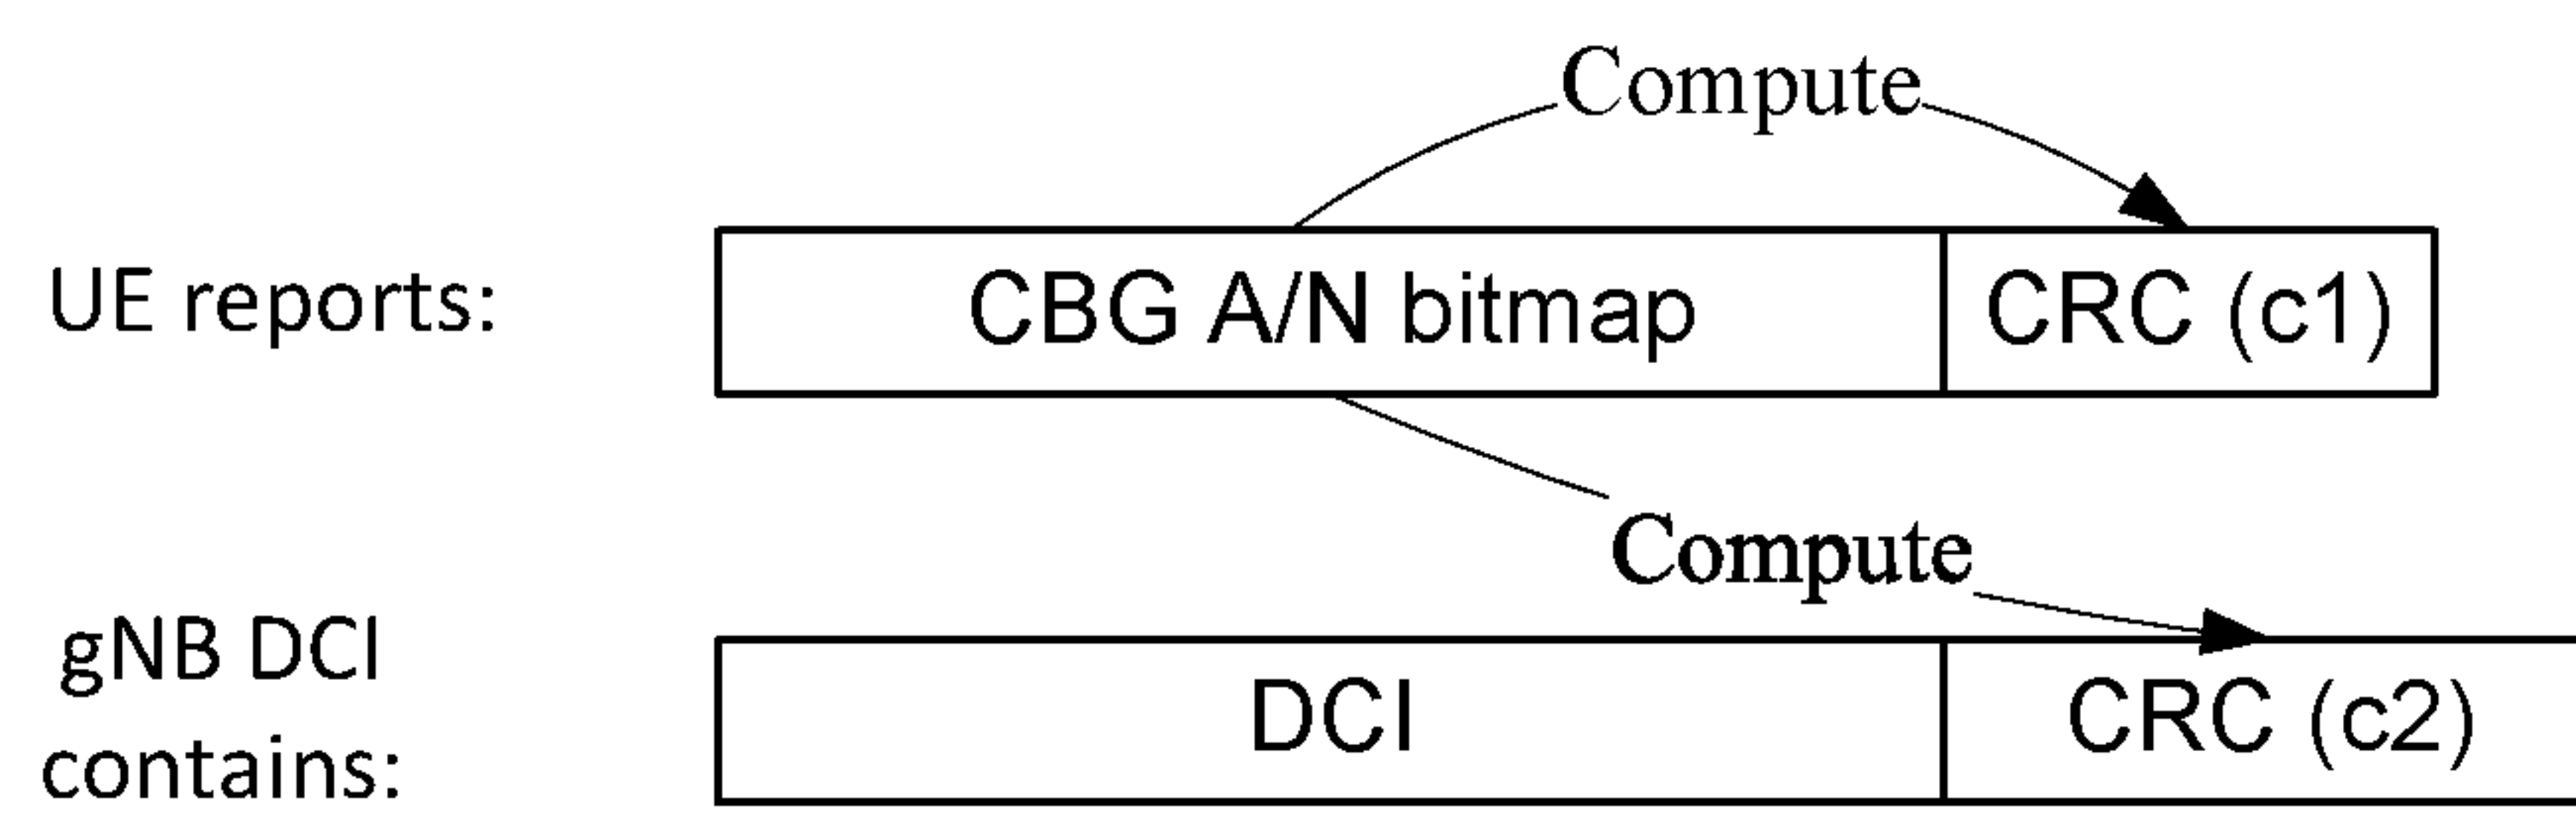 Compute
UE reports:
CBG A/N bitmap
CRC (c1)
Compute
gNB DCI
contains:
DCI
CRC (c2)